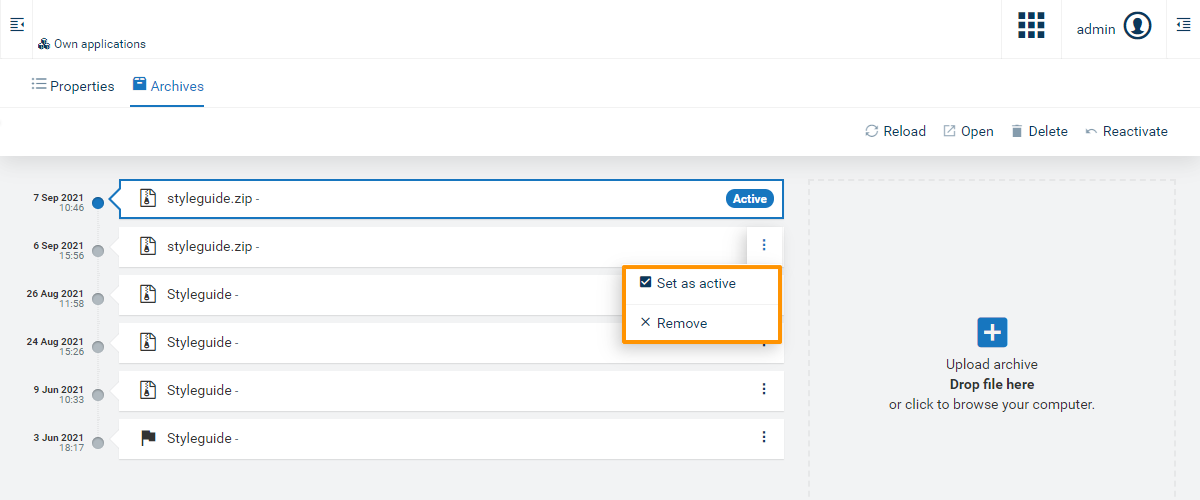 admin
Own applications
Properties Archives
Reload Open Delete Reactivate
7 Sep 2021
10:46
styleguide.zip -
Active
6 Sep 2021
15:56
styleguide.zip -
Set as active
Remove
26 Aug 2021
11:58
Styleguide -
24 Aug 2021
15:26
Styleguide -
9 Jun 2021
10:33
Styleguide -
3 Jun 2021
18:17
Styleguide -
Upload archive
Drop file here
or click to browse your computer.